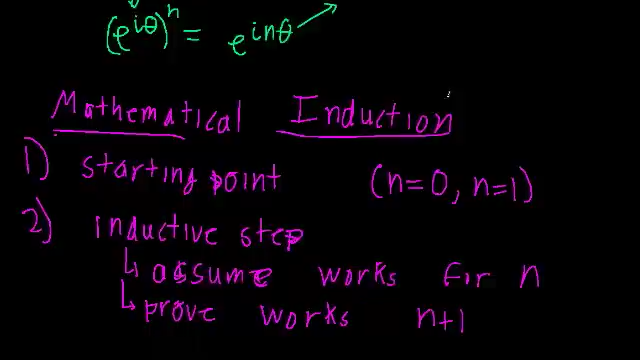 (e^{iθ})^n = e^{inθ}
Mathematical Induction
1) starting point (n=0, n=1)
2) inductive step
↳ assume works for n
↳ prove works n+1